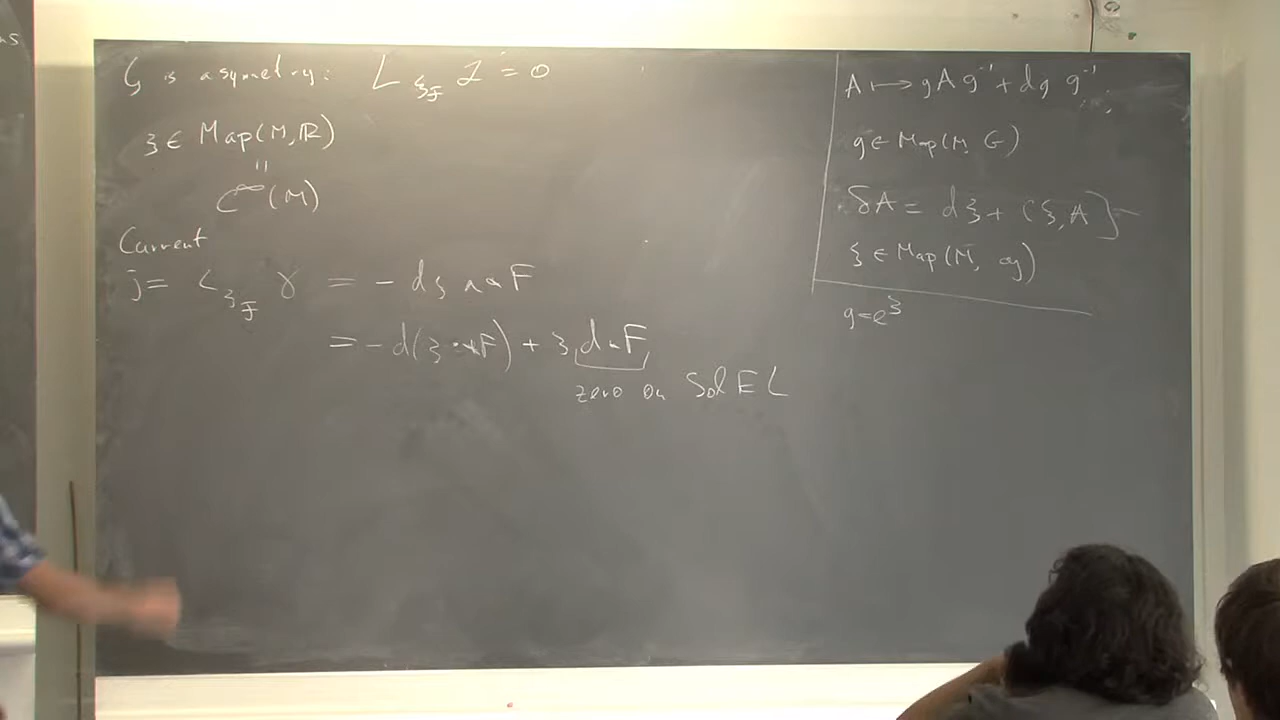 ξ is a symmetry: L_{ξ_F} ℒ = 0
ξ ∈ Map(M, ℝ)
=
C^∞(M)
Current
j = ι_{ξ_F} γ = - dξ ∧ * F
= - d(ξ · *F) + ξ d * F
zero on Sol EL
A ↦ g A g^{-1} + dg g^{-1}
g ∈ Map(M, G)
δA = dξ + [ξ, A]
ξ ∈ Map(M, 𝔤)
g = e^ξ